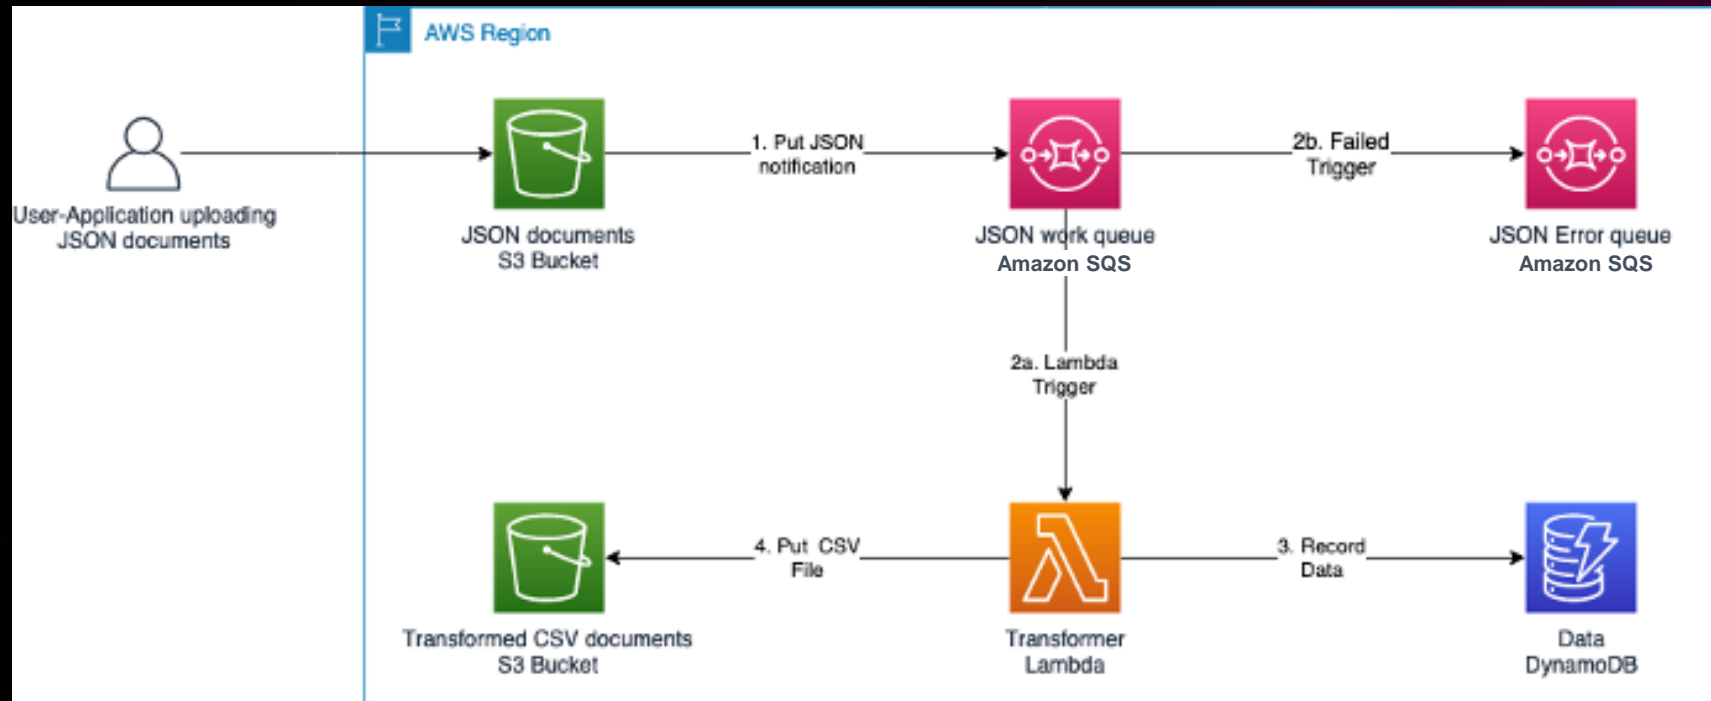 AWS Region
User-Application uploading
JSON documents
JSON documents
S3 Bucket
1. Put JSON
notification
JSON work queue
Amazon SQS
2b. Failed
Trigger
JSON Error queue
Amazon SQS
2a. Lambda
Trigger
Transformed CSV documents
S3 Bucket
4. Put CSV
File
Transformer
Lambda
3. Record
Data
Data
DynamoDB